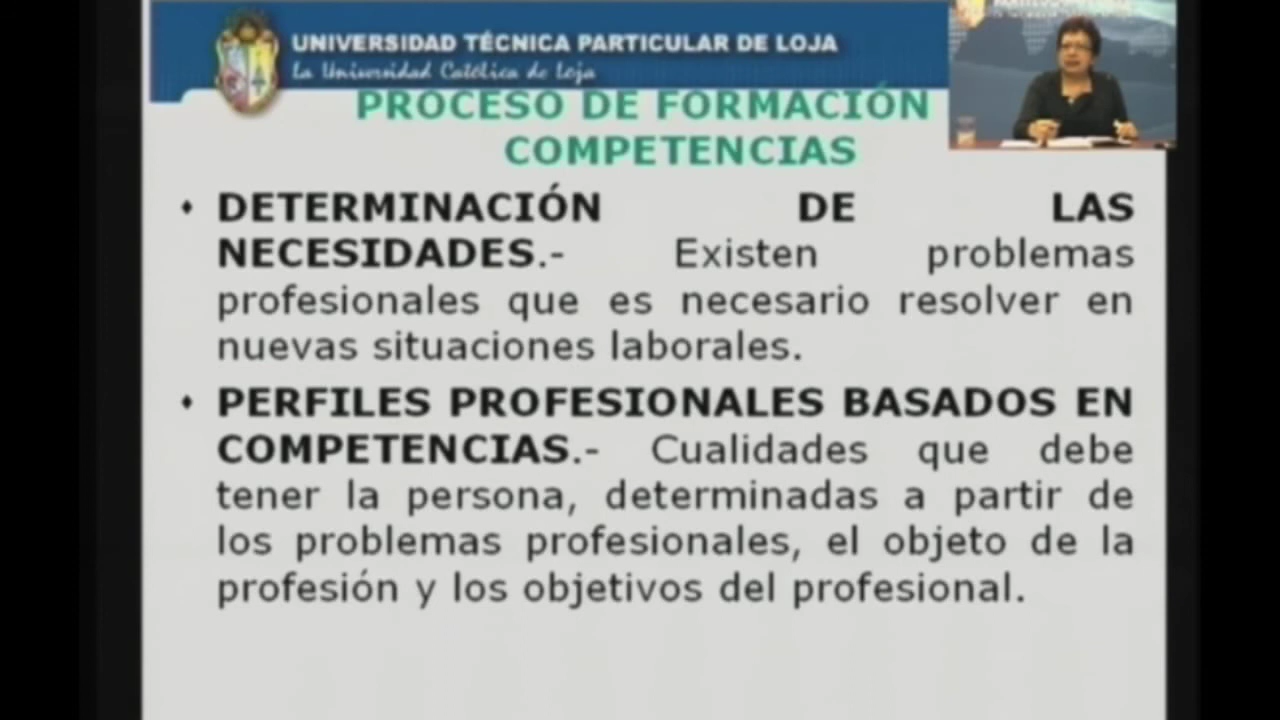 UNIVERSIDAD TÉCNICA PARTICULAR DE LOJA
La Universidad Católica de Loja
PROCESO DE FORMACIÓN
COMPETENCIAS
• DETERMINACIÓN DE LAS
NECESIDADES.- Existen problemas
profesionales que es necesario resolver en
nuevas situaciones laborales.
• PERFILES PROFESIONALES BASADOS EN
COMPETENCIAS.- Cualidades que debe
tener la persona, determinadas a partir de
los problemas profesionales, el objeto de la
profesión y los objetivos del profesional.